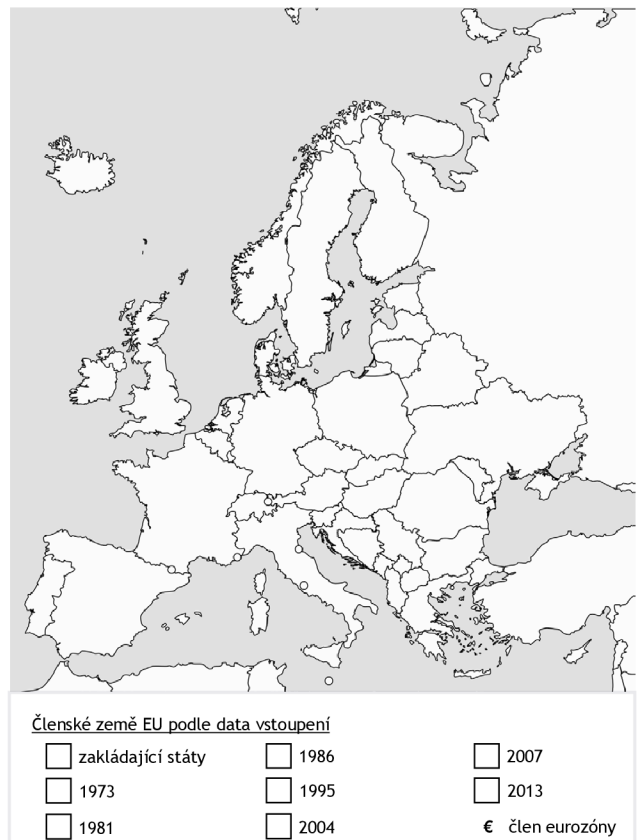 Členské země EU podle data vstoupení
zakládající státy
1973
1981
1986
1995
2004
2007
2013
€ člen eurozóny